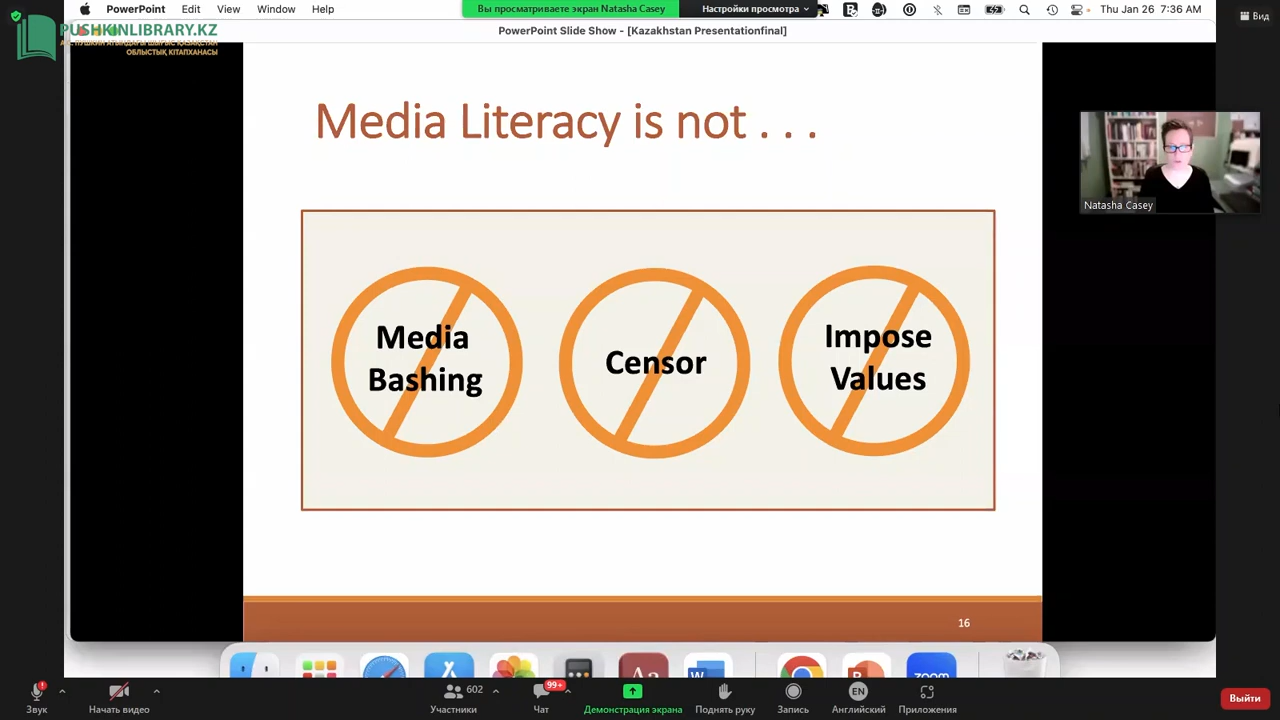 PowerPoint Edit View Window Help
Вы просматриваете экран Natasha Casey
Настройки просмотра
Thu Jan 26 7:36 AM
Вид
PUSHKINLIBRARY.KZ
ОБЛЫСТЫҚ КІТАПХАНАСЫ
PowerPoint Slide Show - [Kazakhstan Presentationfinal]
Media Literacy is not . . .
Natasha Casey
Media
Bashing
Censor
Impose
Values
16
Aa
W
P
zoom
602
99+
EN
Звук
Начать видео
Участники
Чат
Демонстрация экрана
Поднять руку
Запись
Английский
Приложения
Выйти